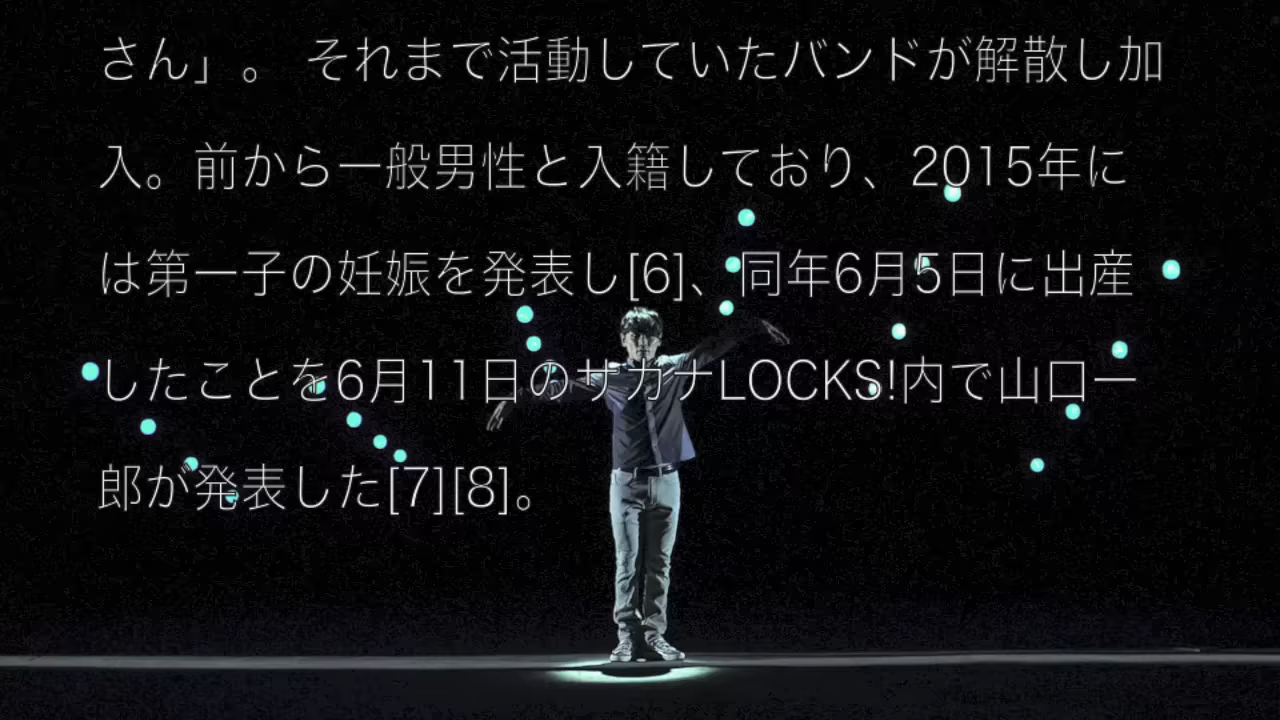 さん」。 それまで活動していたバンドが解散し加
入。前から一般男性と入籍しており、2015年に
は第一子の妊娠を発表し[6]、同年6月5日に出産
したことを6月11日のサカナLOCKS!内で山口一
郎が発表した[7][8]。